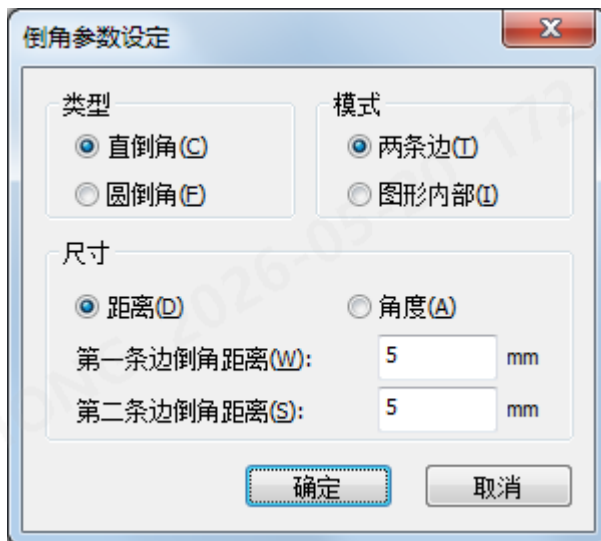 倒角参数设定
类型
直倒角(C)
圆倒角(F)
模式
两条边(T)
图形内部(I)
尺寸
距离(D)
角度(A)
第一条边倒角距离(W): 5 mm
第二条边倒角距离(S): 5 mm
确定
取消